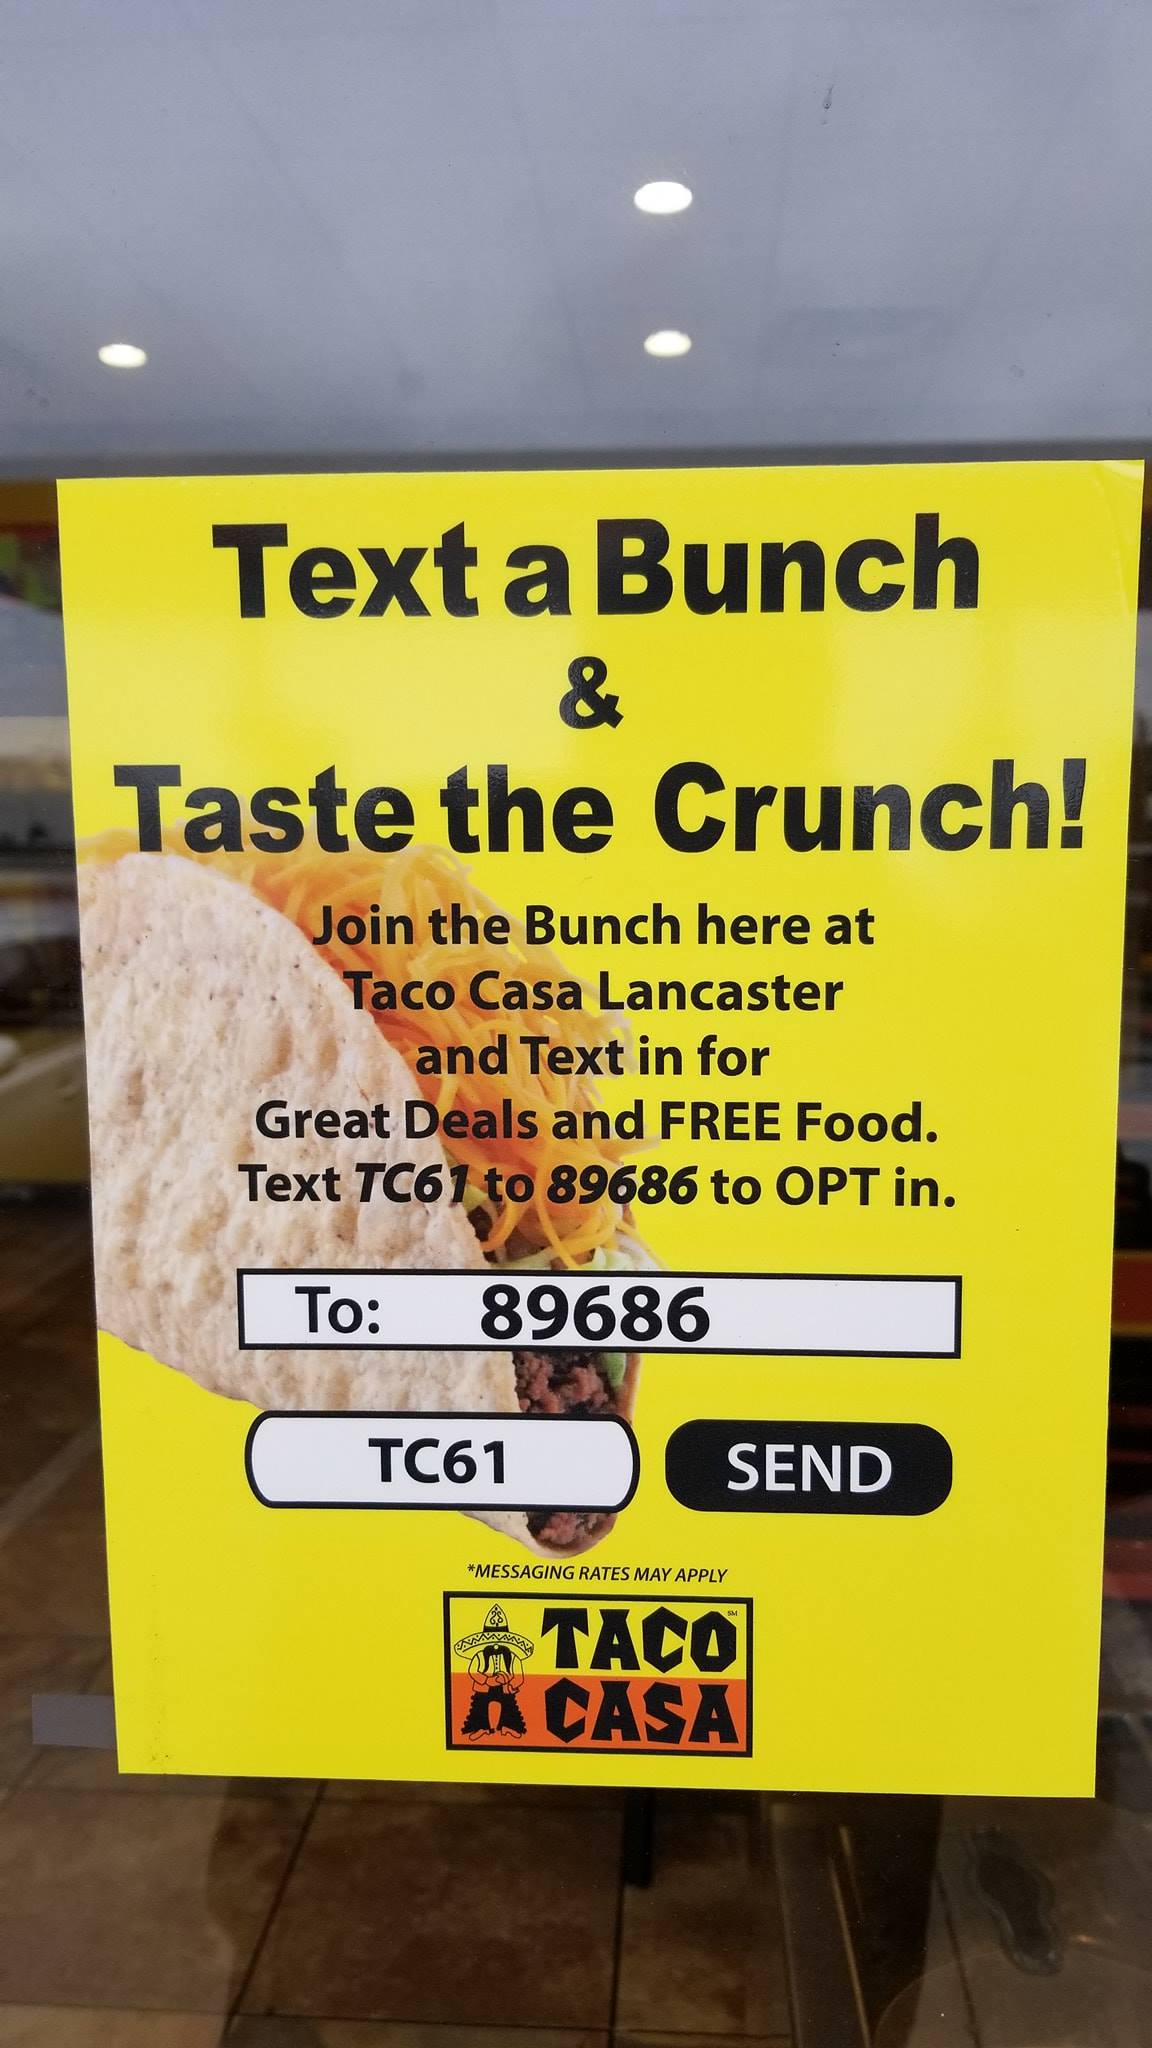 Text a Bunch
&
Taste the Crunch!
Join the Bunch here at
Taco Casa Lancaster
and Text in for
Great Deals and FREE Food.
Text TC61 to 89686 to OPT in.
To: 89686
TC61 SEND
*MESSAGING RATES MAY APPLY
TACO SM
CASA